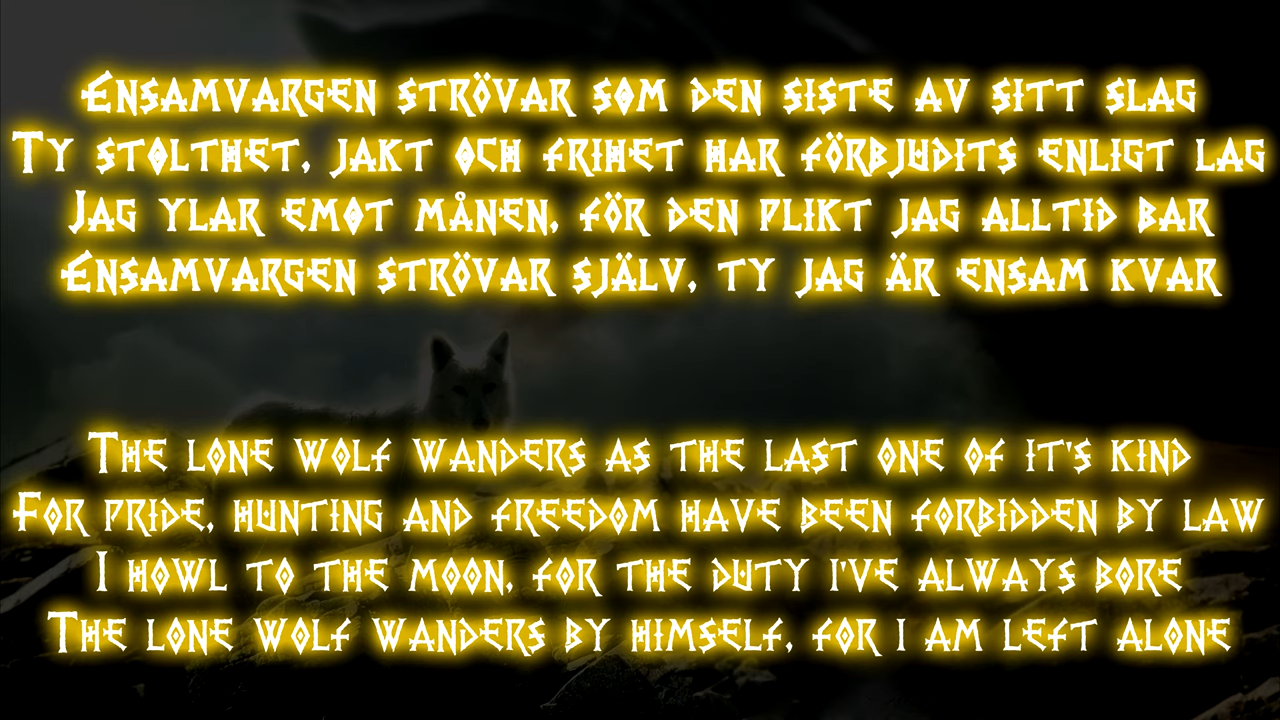 Ensamvargen strövar som den siste av sitt slag
Ty stolthet, jakt och frihet har förbjudits enligt lag
Jag ylar emot månen, för den plikt jag alltid bar
Ensamvargen strövar själv, ty jag är ensam kvar
The lone wolf wanders as the last one of it's kind
For pride, hunting and freedom have been forbidden by law
I howl to the moon, for the duty I've always bore
The lone wolf wanders by himself, for I am left alone